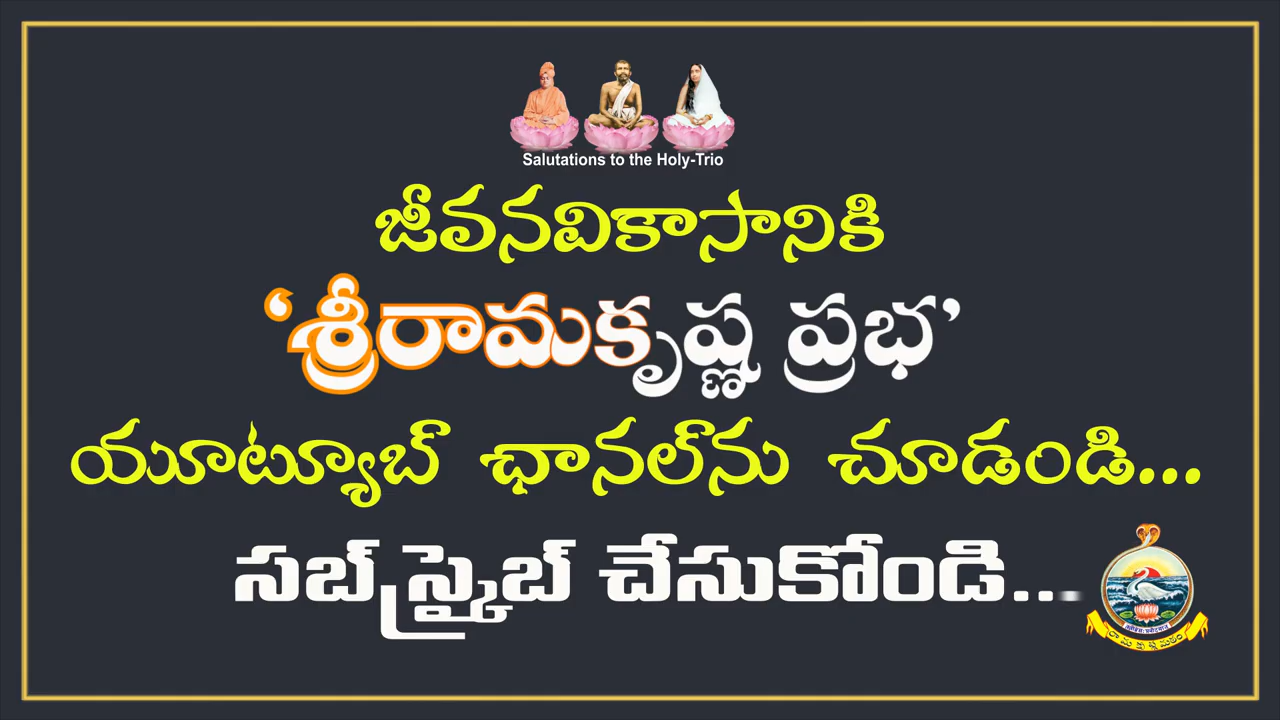 Salutations to the Holy-Trio
జీవనవికాసానికి
‘శ్రీరామకృష్ణ ప్రభ’
యూట్యూబ్ ఛానల్‌ను చూడండి...
సబ్‌స్క్రైబ్ చేసుకోండి...